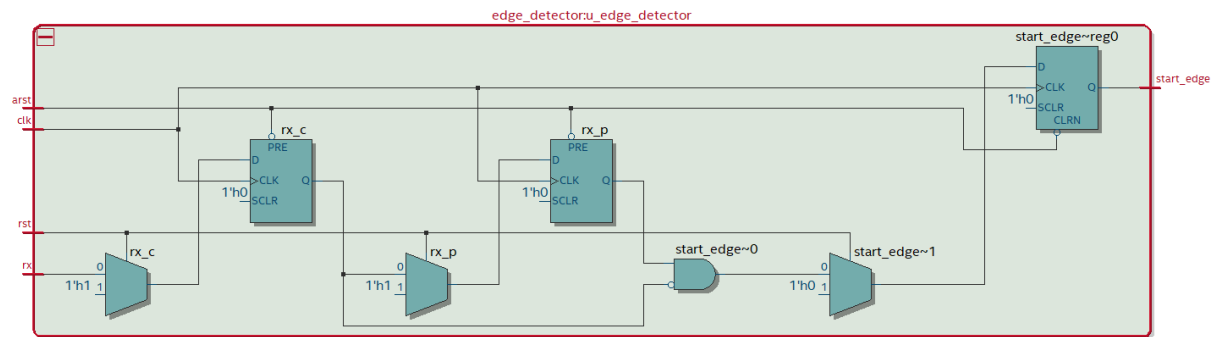 edge_detector:u_edge_detector
start_edge~reg0
D
CLK
Q
1'h0
SCLR
CLRN
start_edge
arst
clk
rx_c
PRE
D
CLK
Q
1'h0
SCLR
rx_p
PRE
D
CLK
Q
1'h0
SCLR
rst
rx
rx_c
0
1'h1
1
rx_p
0
1'h1
1
start_edge~0
start_edge~1
0
1'h0
1